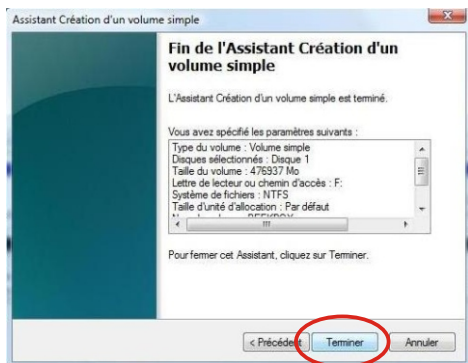 Assistant Création d'un volume simple
Fin de l'Assistant Création d'un
volume simple
L'Assistant Création d'un volume simple est terminé.
Vous avez spécifié les paramètres suivants :
Type du volume : Volume simple
Disques sélectionnés : Disque 1
Taille du volume : 476937 Mo
Lettre de lecteur ou chemin d'accès : F:
Système de fichiers : NTFS
Taille d'unité d'allocation : Par défaut
Pour fermer cet Assistant, cliquez sur Terminer.
< Précédent Terminer Annuler